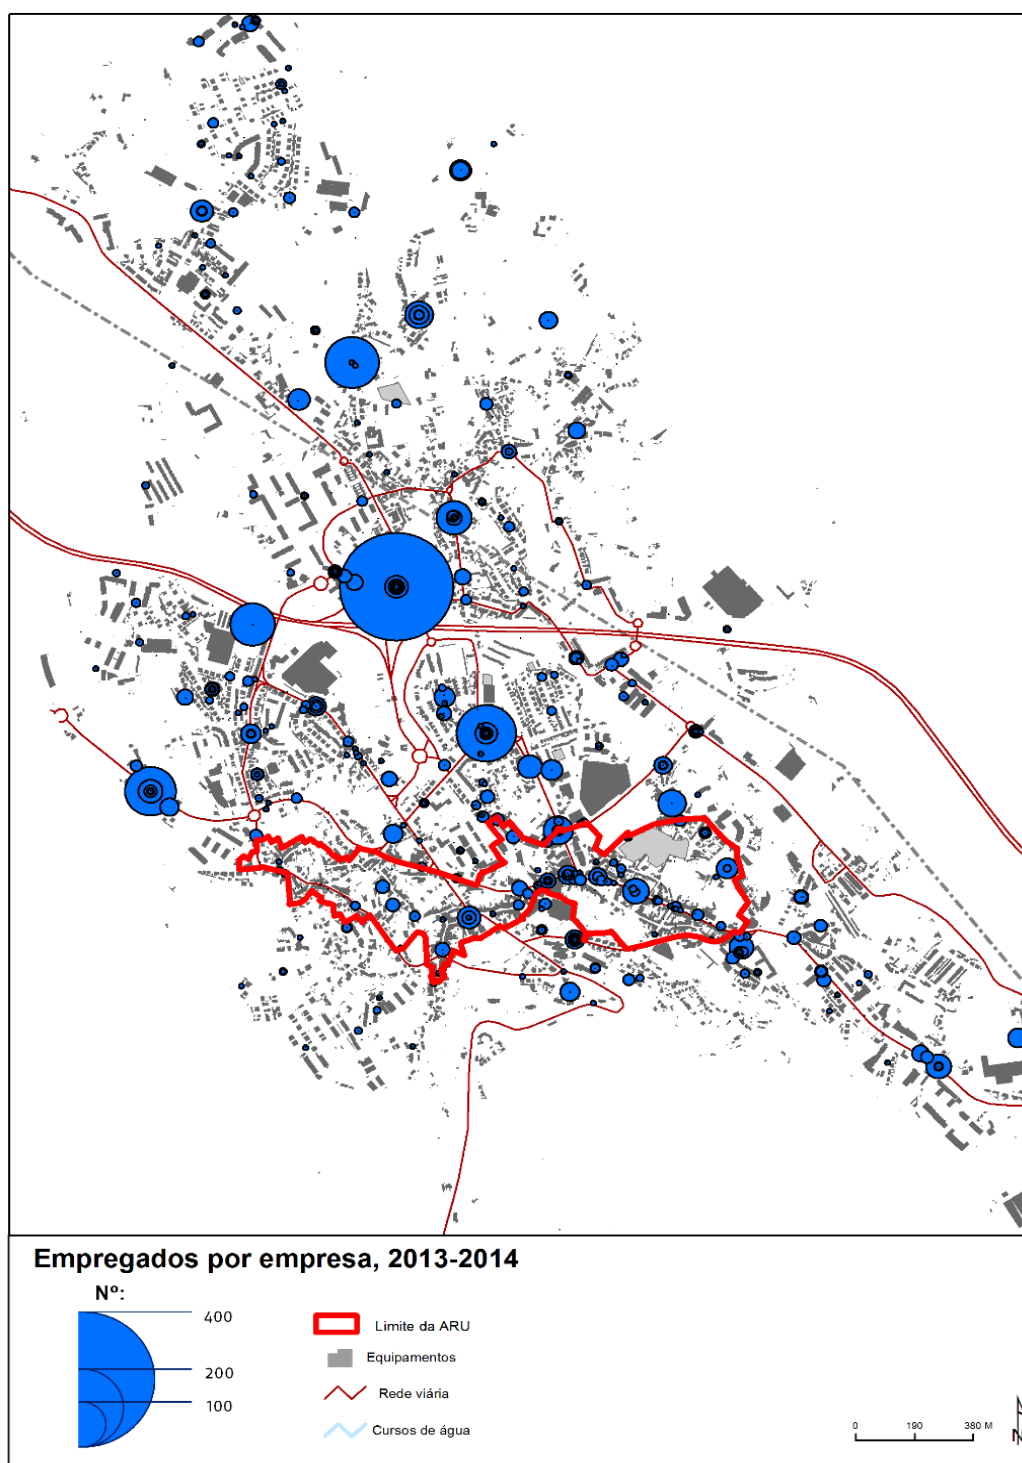 Empregados por empresa, 2013-2014
Nº:
400
200
100
Limite da ARU
Equipamentos
Rede viária
Cursos de água
0 190 380 M
N